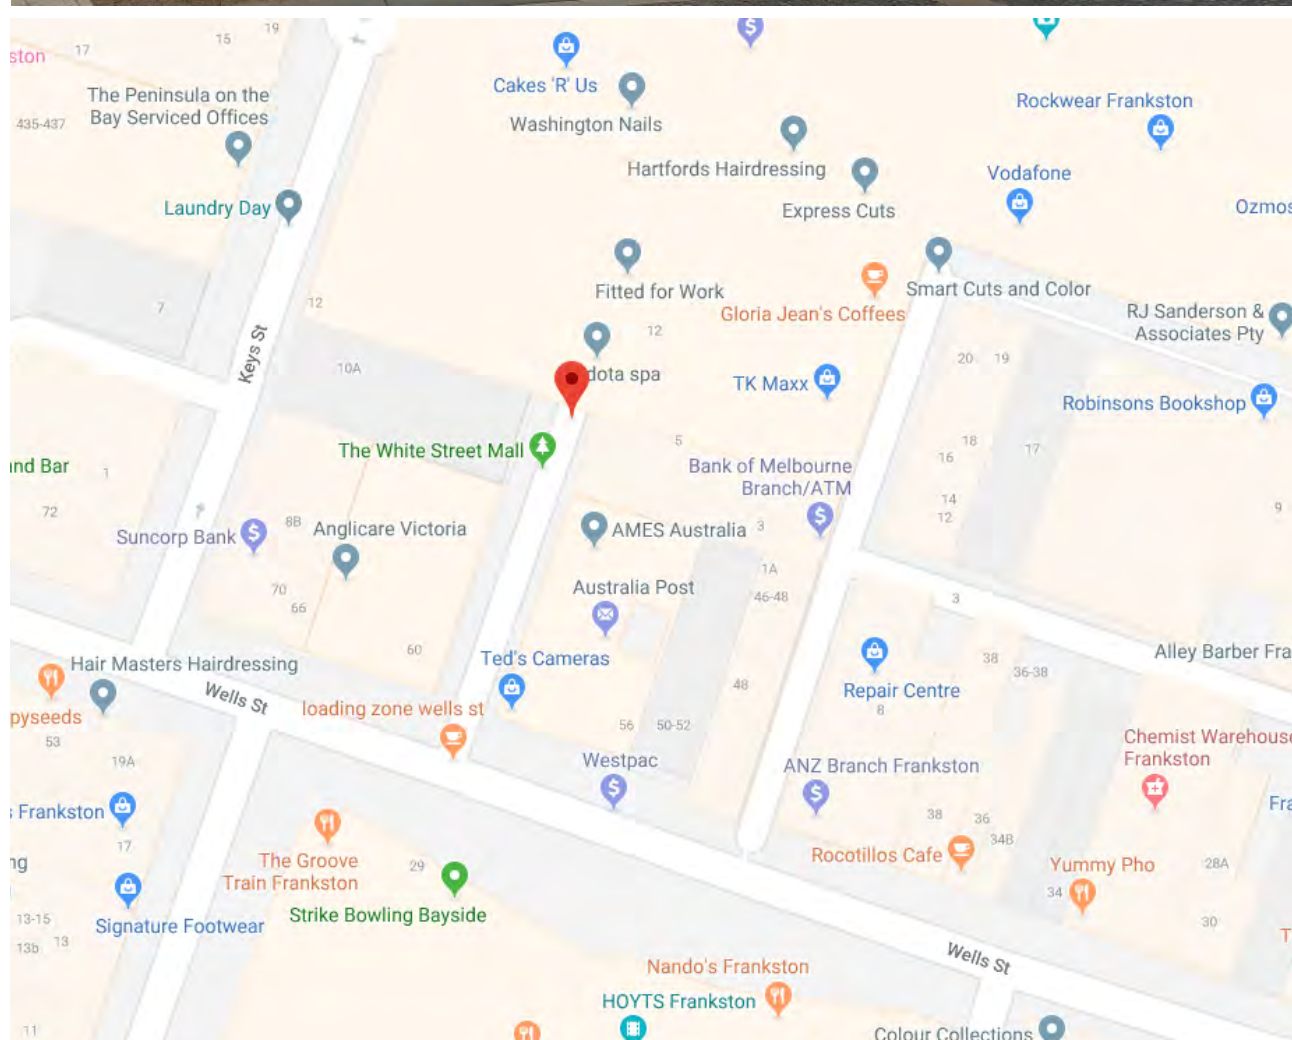 19
15
17
ston
Cakes 'R' Us
The Peninsula on the
Bay Serviced Offices
435-437
Washington Nails
Rockwear Frankston
Hartfords Hairdressing
Vodafone
Laundry Day
Express Cuts
Ozmos
Fitted for Work
Smart Cuts and Color
Gloria Jean's Coffees
RJ Sanderson &
Associates Pty
7
12
12
Keys St
10A
dota spa
TK Maxx
20
19
Robinsons Bookshop
The White Street Mall
5
18
17
16
nd Bar
1
Bank of Melbourne
Branch/ATM
14
12
9
72
Suncorp Bank
8B
Anglicare Victoria
AMES Australia
3
1A
46-48
Australia Post
70
66
3
60
Ted's Cameras
Hair Masters Hairdressing
Wells St
loading zone wells st
48
38
36-38
Alley Barber Fra
Repair Centre
8
pyseeds
53
19A
56
50-52
Westpac
ANZ Branch Frankston
Chemist Warehouse
Frankston
s Frankston
17
38
36
34B
Fra
The Groove
Train Frankston
29
Rocotillos Cafe
Yummy Pho
28A
34
30
ng
Signature Footwear
Strike Bowling Bayside
13-15
13b
13
Wells St
T
Nando's Frankston
HOYTS Frankston
11
Colour Collections